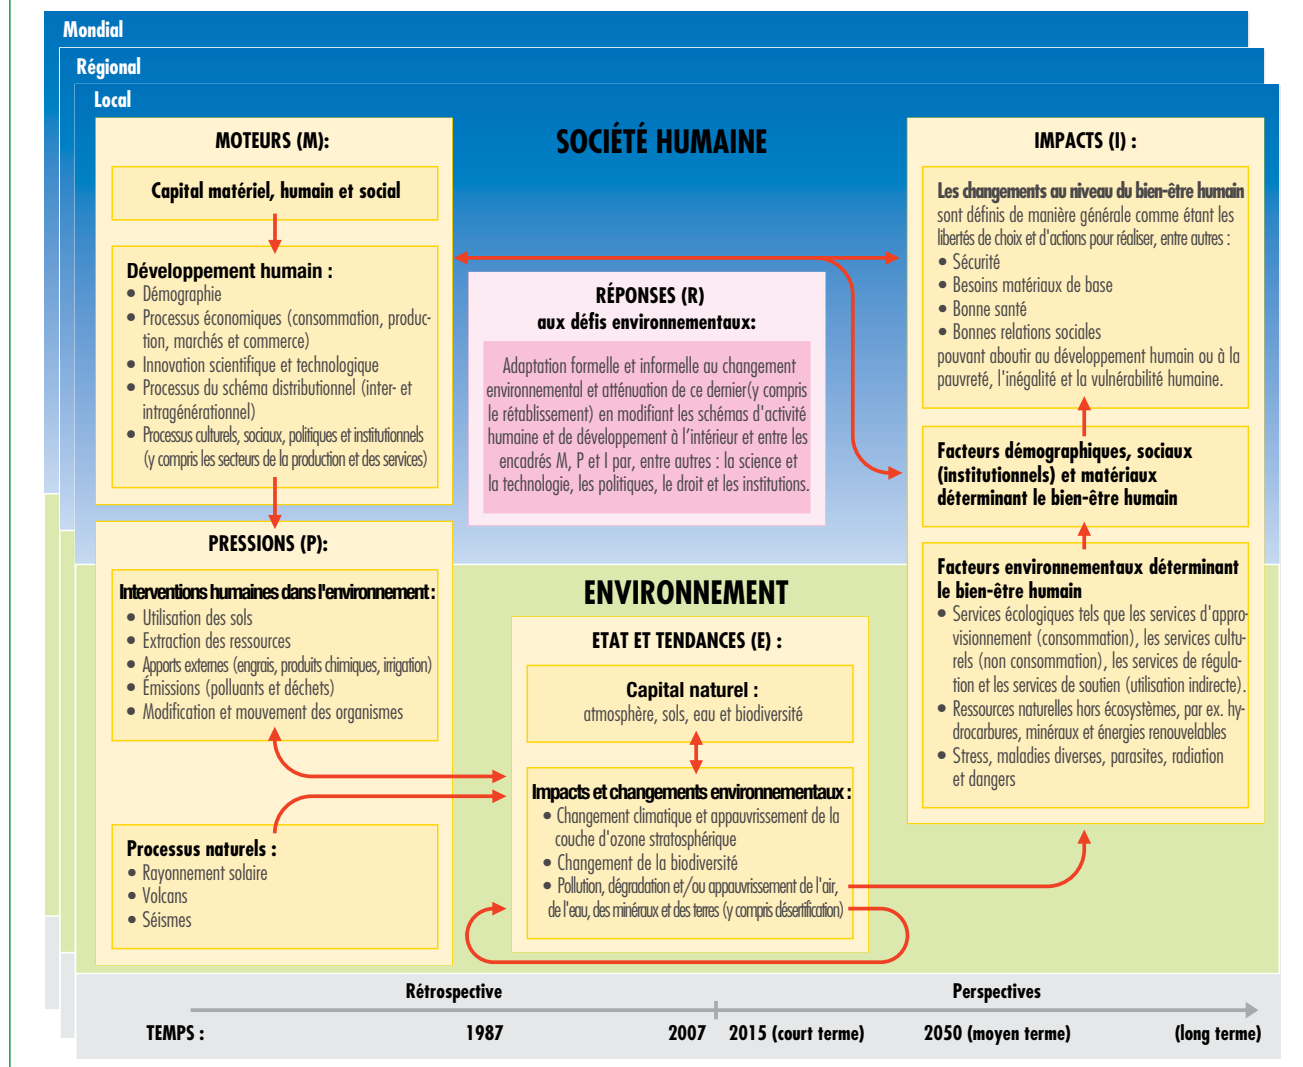 Mondial
Régional
Local
SOCIÉTÉ HUMAINE
MOTEURS (M):
Capital matériel, humain et social
Développement humain :
• Démographie
• Processus économiques (consommation, produc-
tion, marchés et commerce)
• Innovation scientifique et technologique
• Processus du schéma distributionnel (inter- et
intragénérationnel)
• Processus culturels, sociaux, politiques et institutionnels
(y compris les secteurs de la production et des services)
PRESSIONS (P):
Interventions humaines dans l'environnement :
• Utilisation des sols
• Extraction des ressources
• Apports externes (engrais, produits chimiques, irrigation)
• Émissions (polluants et déchets)
• Modification et mouvement des organismes
Processus naturels :
• Rayonnement solaire
• Volcans
• Séismes
RÉPONSES (R)
aux défis environnementaux:
Adaptation formelle et informelle au changement
environnemental et atténuation de ce dernier(y compris
le rétablissement) en modifiant les schémas d'activité
humaine et de développement à l'intérieur et entre les
encadrés M, P et I par, entre autres : la science et
la technologie, les politiques, le droit et les institutions.
ENVIRONNEMENT
ETAT ET TENDANCES (E) :
Capital naturel :
atmosphère, sols, eau et biodiversité
Impacts et changements environnementaux :
• Changement climatique et appauvrissement de la
couche d'ozone stratosphérique
• Changement de la biodiversité
• Pollution, dégradation et/ou appauvrissement de l'air,
de l'eau, des minéraux et des terres (y compris désertification)
IMPACTS (I) :
Les changements au niveau du bien-être humain
sont définis de manière générale comme étant les
libertés de choix et d'actions pour réaliser, entre autres :
• Sécurité
• Besoins matériaux de base
• Bonne santé
• Bonnes relations sociales
pouvant aboutir au développement humain ou à la
pauvreté, l'inégalité et la vulnérabilité humaine.
Facteurs démographiques, sociaux
(institutionnels) et matériaux
déterminant le bien-être humain
Facteurs environnementaux déterminant
le bien-être humain
• Services écologiques tels que les services d'appro-
visionnement (consommation), les services cultu-
rels (non consommation), les services de régula-
tion et les services de soutien (utilisation indirecte).
• Ressources naturelles hors écosystèmes, par ex. hy-
drocarbures, minéraux et énergies renouvelables
• Stress, maladies diverses, parasites, radiation
et dangers
Rétrospective
Perspectives
TEMPS :
1987
2007
2015 (court terme)
2050 (moyen terme)
(long terme)